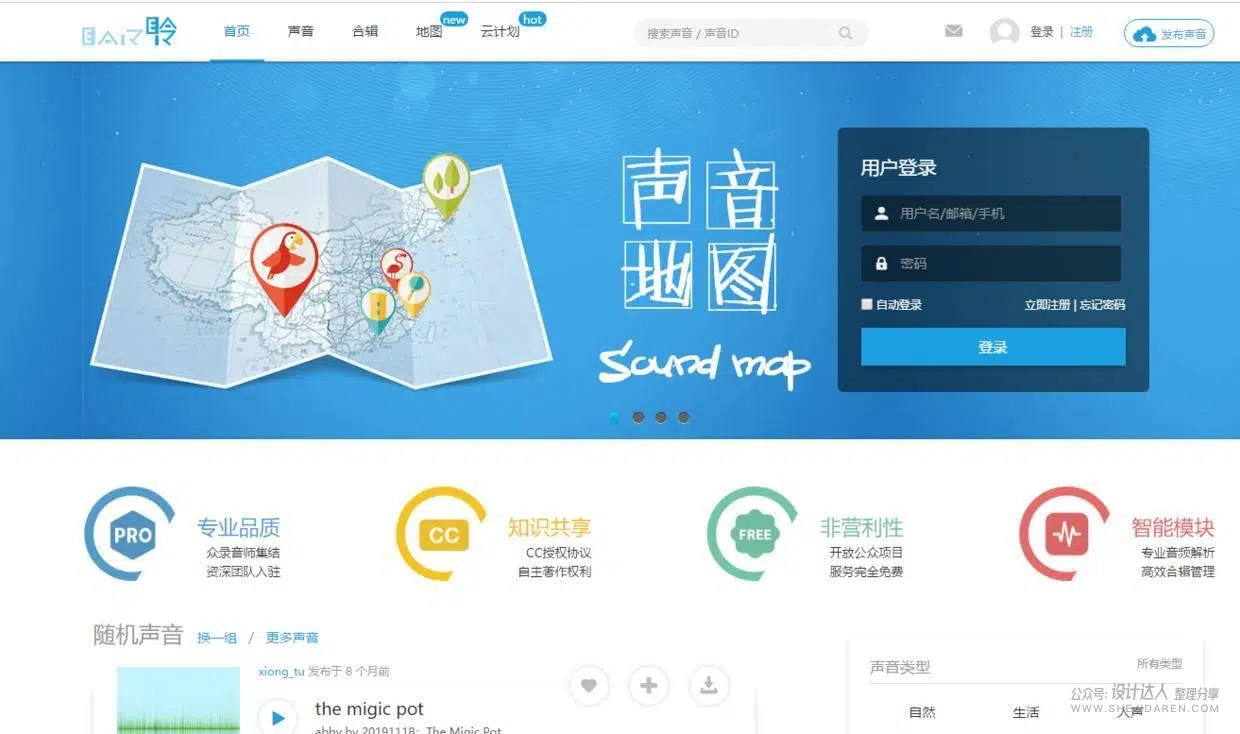 EAR聆
首页
声音
合辑
地图
new
云计划
hot
搜索声音 / 声音ID
登录 | 注册
发布声音
声音
地图
Sound map
用户登录
用户名/邮箱/手机
密码
自动登录
立即注册 | 忘记密码
登录
PRO
专业品质
众录音师集结
资深团队入驻
CC
知识共享
CC授权协议
自主著作权利
FREE
非营利性
开放公众项目
服务完全免费
智能模块
专业音频解析
高效合辑管理
随机声音 换一组 / 更多声音
xiong_tu 发布于 8 个月前
the migic pot
abby by 20191118: The Migic Pot
声音类型
所有类型
自然
生活
人声
公众号: 设计达人 整理分享
WWW.SHEJIDAREN.COM